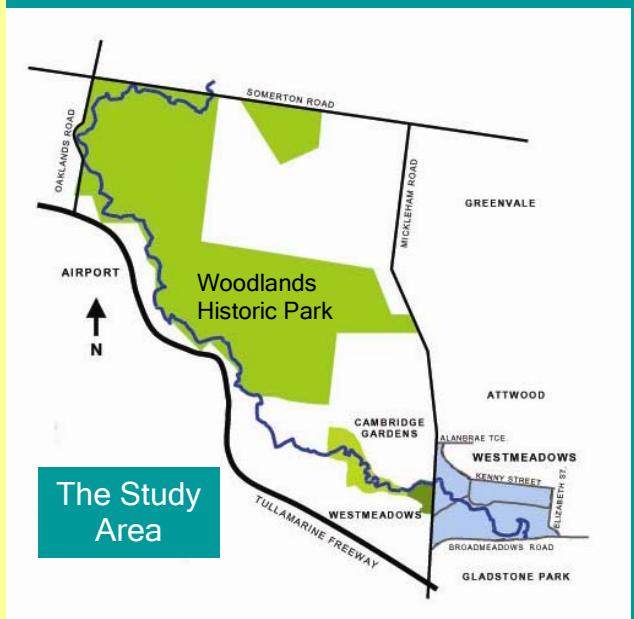 SOMERTON ROAD
OAKLANDS ROAD
MICKLEHAM ROAD
GREENVALE
AIRPORT
N
Woodlands
Historic Park
ATTWOOD
CAMBRIDGE
GARDENS
ALANBRAE TCE.
WESTMEADOWS
KENNY STREET
ELIZABETH ST.
The Study
Area
WESTMEADOWS
TULLAMARINE FREEWAY
BROADMEADOWS ROAD
GLADSTONE PARK